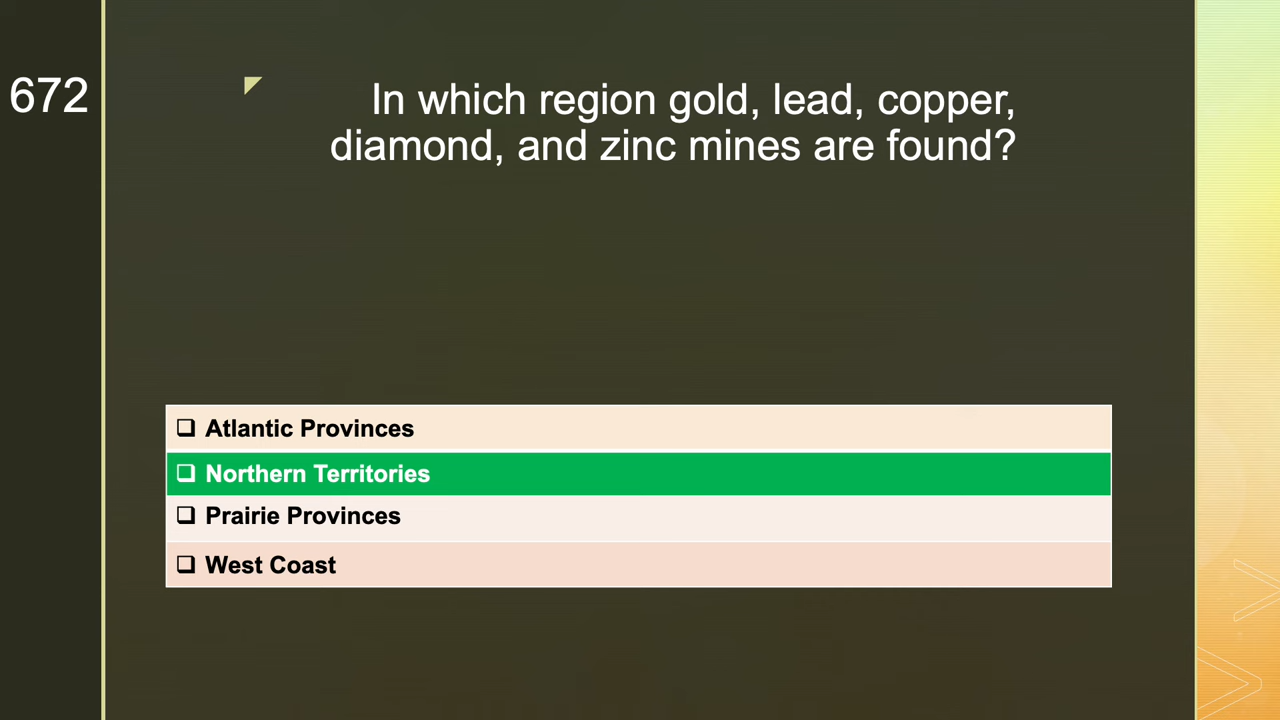 672
In which region gold, lead, copper,
diamond, and zinc mines are found?
❑ Atlantic Provinces
❑ Northern Territories
❑ Prairie Provinces
❑ West Coast